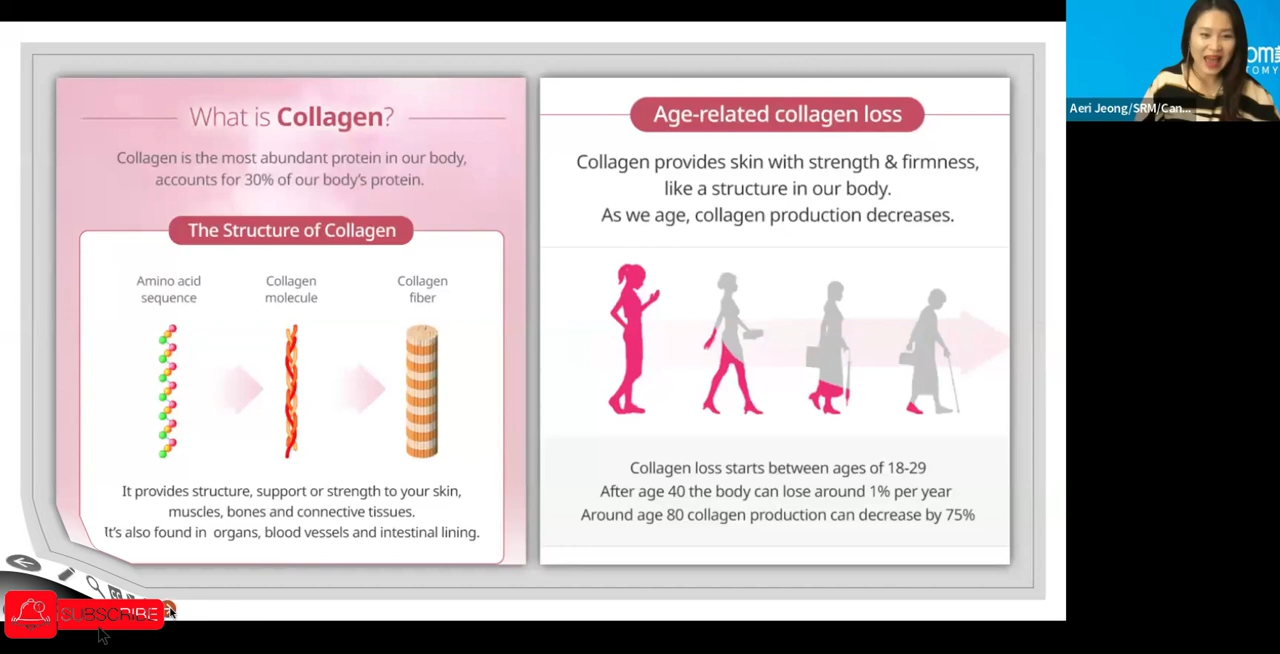 What is Collagen?
Collagen is the most abundant protein in our body,
accounts for 30% of our body's protein.
The Structure of Collagen
Amino acid
sequence
Collagen
molecule
Collagen
fiber
It provides structure, support or strength to your skin,
muscles, bones and connective tissues.
It's also found in organs, blood vessels and intestinal lining.
Age-related collagen loss
Collagen provides skin with strength & firmness,
like a structure in our body.
As we age, collagen production decreases.
Collagen loss starts between ages of 18-29
After age 40 the body can lose around 1% per year
Around age 80 collagen production can decrease by 75%
Aeri Jeong/SRM/Can...
SUBSCRIBE